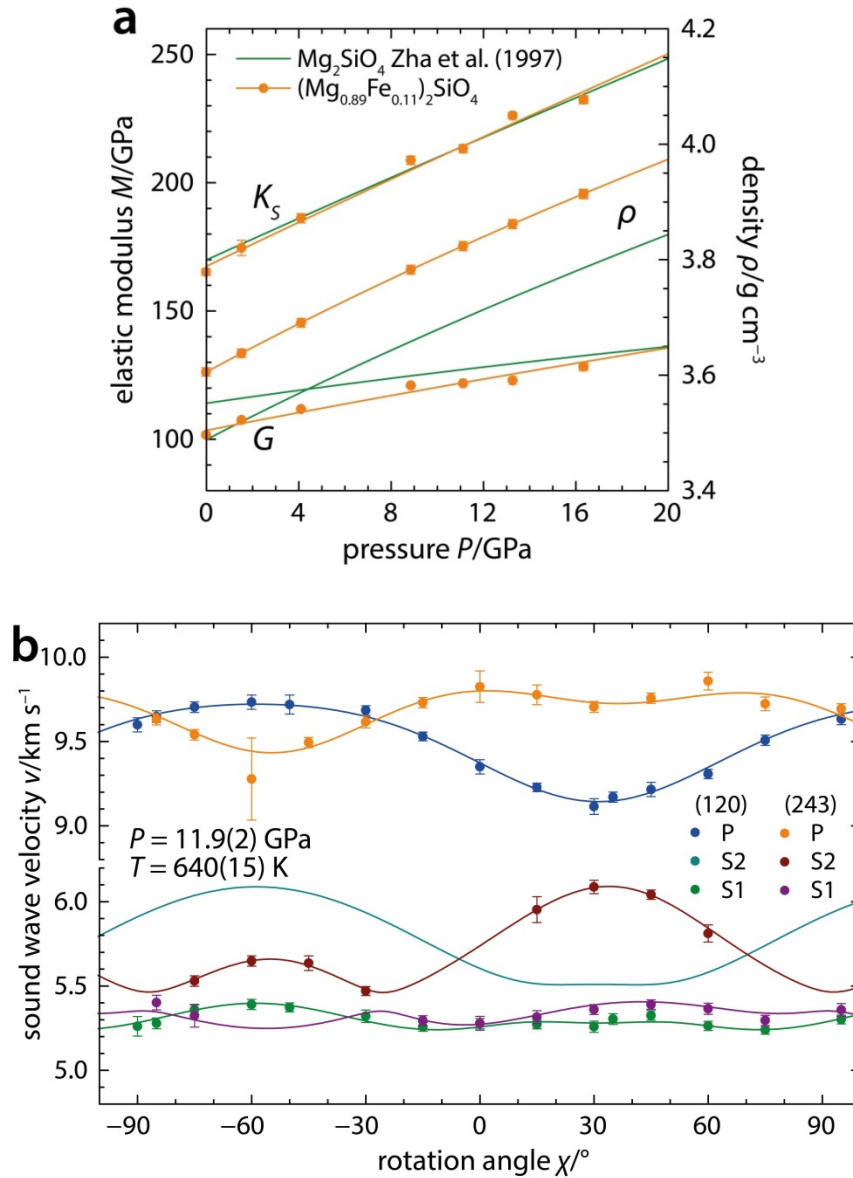 a
Mg₂SiO₄ Zha et al. (1997)
(Mg₀.₈₉Fe₀.₁₁)₂SiO₄
250
200
150
100
elastic modulus M/GPa
4.2
4.0
3.8
3.6
3.4
density ρ/g cm⁻³
K_S
ρ
G
0 4 8 12 16 20
pressure P/GPa
b
10.0
9.5
9.0
6.0
5.5
5.0
sound wave velocity v/km s⁻¹
P = 11.9(2) GPa
T = 640(15) K
(120) (243)
P P
S2 S2
S1 S1
−90 −60 −30 0 30 60 90
rotation angle χ/°